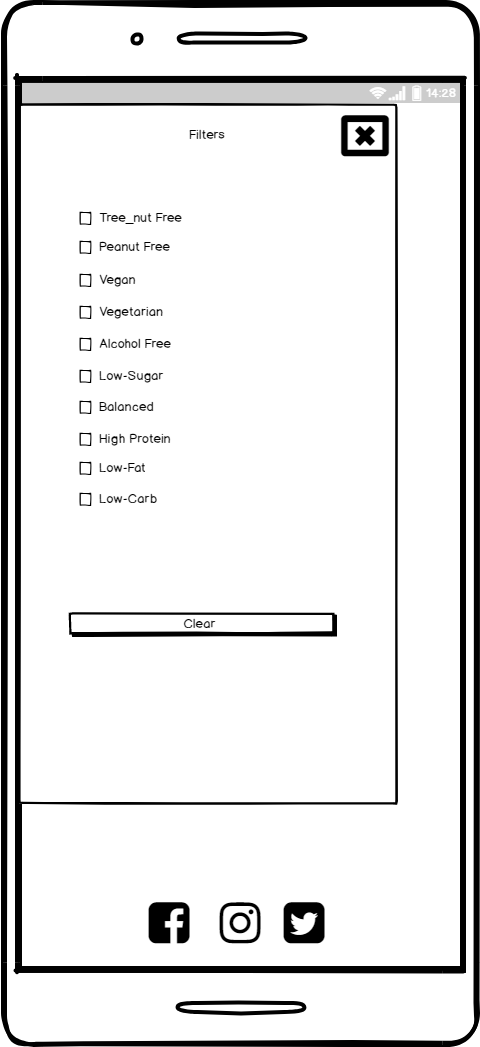 14:28
Filters
Tree_nut Free
Peanut Free
Vegan
Vegetarian
Alcohol Free
Low-Sugar
Balanced
High Protein
Low-Fat
Low-Carb
Clear